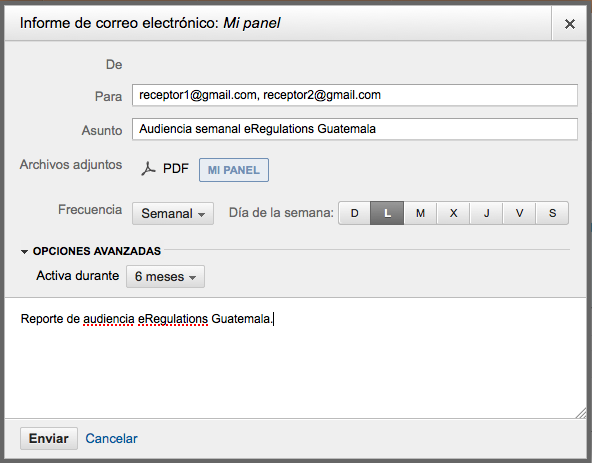 Informe de correo electrónico: Mi panel
De
Para receptor1@gmail.com, receptor2@gmail.com
Asunto Audiencia semanal eRegulations Guatemala
Archivos adjuntos PDF MI PANEL
Frecuencia Semanal Día de la semana: D L M X J V S
OPCIONES AVANZADAS
Activa durante 6 meses
Reporte de audiencia eRegulations Guatemala.
Enviar Cancelar